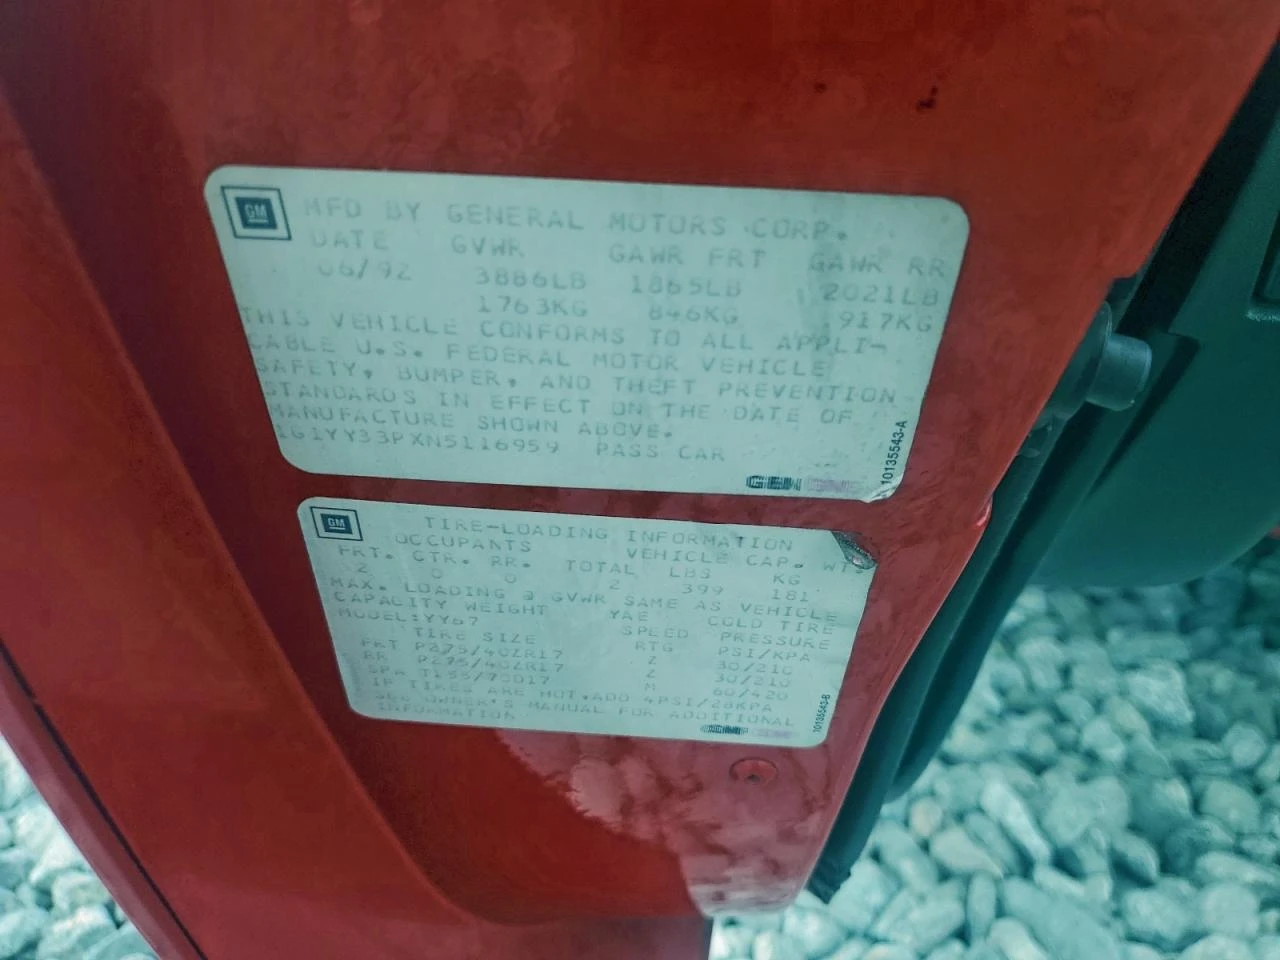 GM MFD BY GENERAL MOTORS CORP.
DATE GVWR GAWR FRT GAWR RR
06/92 3886LB 1865LB 2021LB
1763KG 846KG 917KG
THIS VEHICLE CONFORMS TO ALL APPLI-
CABLE U.S. FEDERAL MOTOR VEHICLE
SAFETY, BUMPER, AND THEFT PREVENTION
STANDARDS IN EFFECT ON THE DATE OF
MANUFACTURE SHOWN ABOVE.
1G1YY33PXN5116959 PASS CAR
10135543-A
GM TIRE-LOADING INFORMATION
OCCUPANTS VEHICLE CAP. WT.
FRT. CTR. RR. TOTAL LBS KG
2 0 0 2 399 181
MAX. LOADING @ GVWR SAME AS VEHICLE
CAPACITY WEIGHT YAE COLD TIRE
MODEL:YY67 SPEED PRESSURE
TIRE SIZE RTG PSI/KPA
FRT P275/40ZR17 Z 30/210
RR P275/40ZR17 Z 30/210
SPA T155/70D17 M 60/420
IF TIRES ARE HOT,ADD 4PSI/28KPA
SEE OWNER'S MANUAL FOR ADDITIONAL
INFORMATION
10135543-B